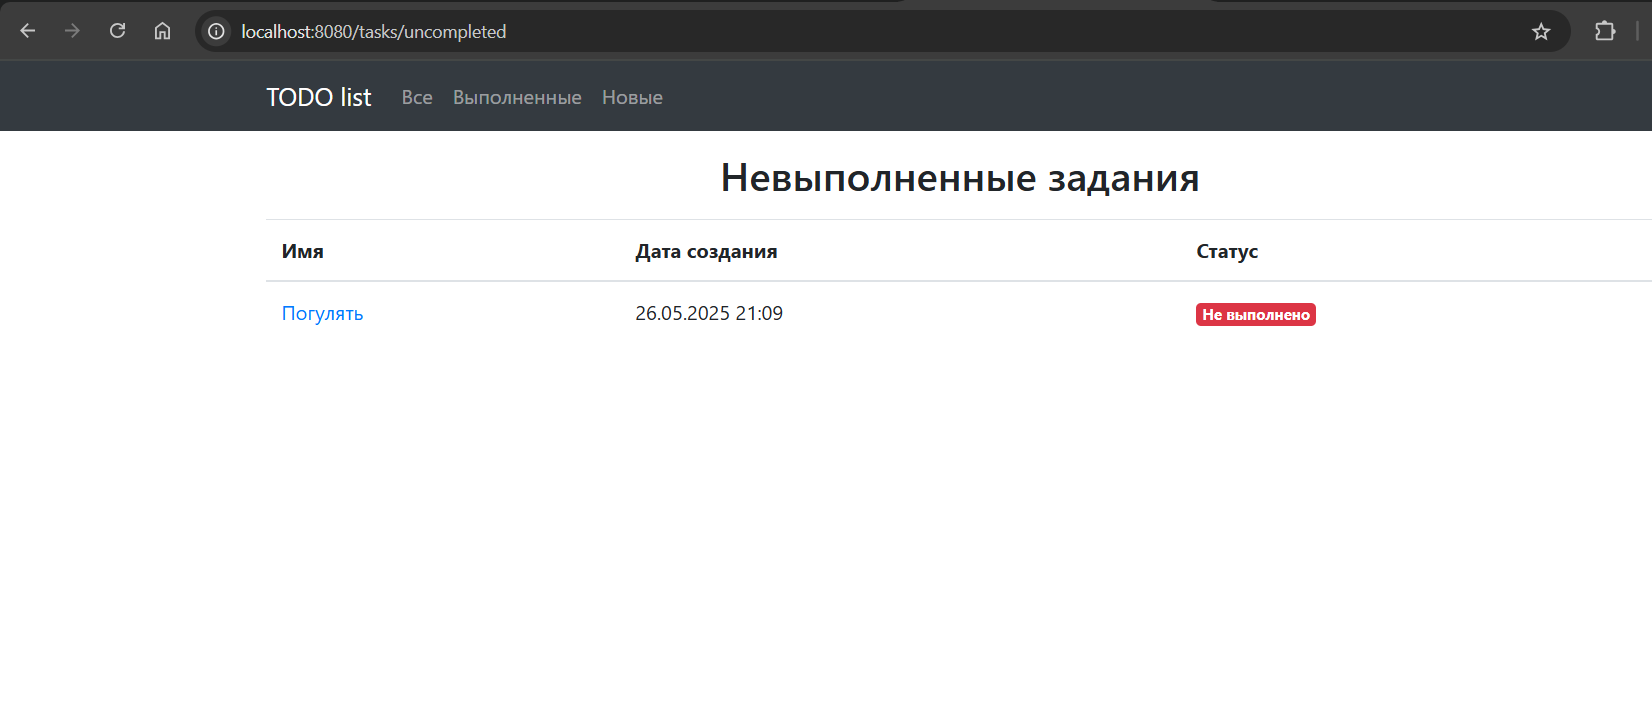 localhost:8080/tasks/uncompleted
TODO list Все Выполненные Новые
Невыполненные задания
Имя Дата создания Статус
Погулять 26.05.2025 21:09 Не выполнено